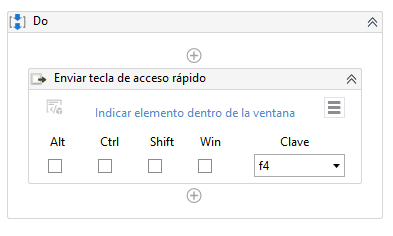 Do
Enviar tecla de acceso rápido
Indicar elemento dentro de la ventana
Alt Ctrl Shift Win Clave
f4